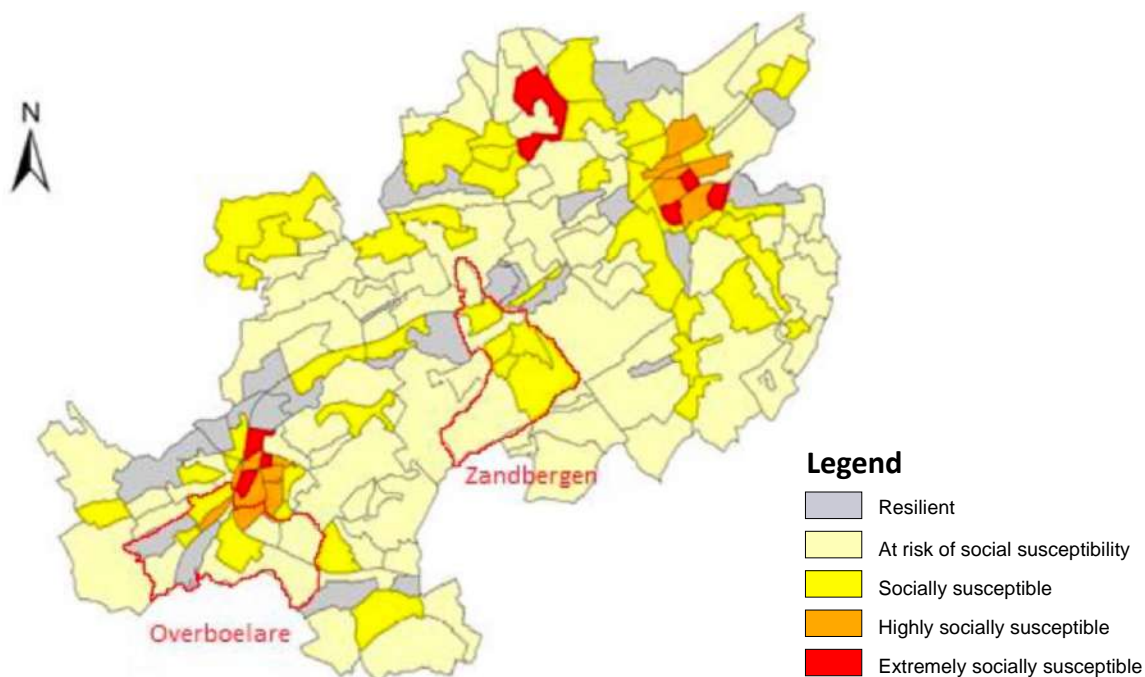 N
Zandbergen
Overboelare
Legend
Resilient
At risk of social susceptibility
Socially susceptible
Highly socially susceptible
Extremely socially susceptible